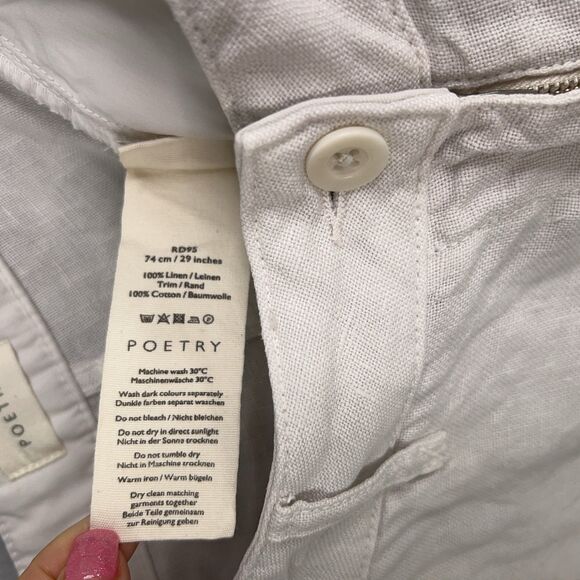 RD95
74 cm / 29 inches
100% Linen / Leinen
Trim / Rand
100% Cotton / Baumwolle
POETRY
Machine wash 30°C
Maschinenwäsche 30°C
Wash dark colours separately
Dunkle farben separat waschen
Do not bleach / Nicht bleichen
Do not dry in direct sunlight
Nicht in der Sonne trocknen
Do not tumble dry
Nicht in Maschine trocknen
Warm iron / Warm bügeln
Dry clean matching
garments together
Beide Teile gemeinsam
zur Reinigung geben